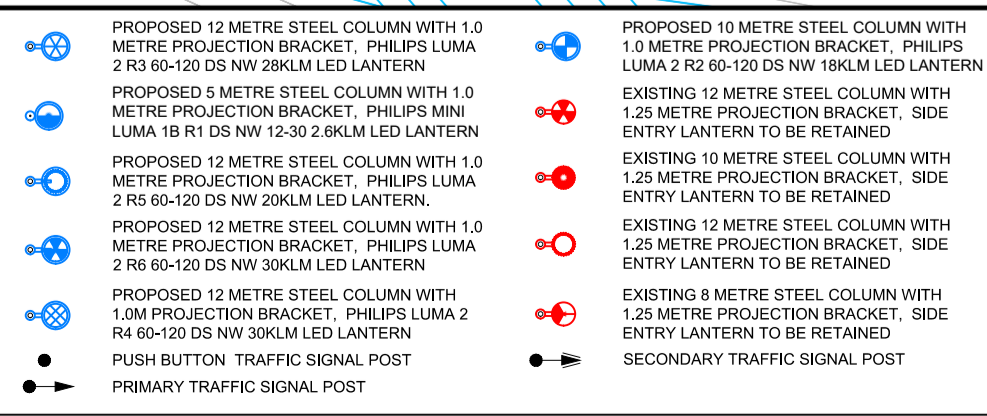 PROPOSED 12 METRE STEEL COLUMN WITH 1.0
METRE PROJECTION BRACKET, PHILIPS LUMA
2 R3 60-120 DS NW 28KLM LED LANTERN
PROPOSED 5 METRE STEEL COLUMN WITH 1.0
METRE PROJECTION BRACKET, PHILIPS MINI
LUMA 1B R1 DS NW 12-30 2.6KLM LED LANTERN
PROPOSED 12 METRE STEEL COLUMN WITH 1.0
METRE PROJECTION BRACKET, PHILIPS LUMA
2 R5 60-120 DS NW 20KLM LED LANTERN.
PROPOSED 12 METRE STEEL COLUMN WITH 1.0
METRE PROJECTION BRACKET, PHILIPS LUMA
2 R6 60-120 DS NW 30KLM LED LANTERN
PROPOSED 12 METRE STEEL COLUMN WITH
1.0M PROJECTION BRACKET, PHILIPS LUMA 2
R4 60-120 DS NW 30KLM LED LANTERN
PUSH BUTTON TRAFFIC SIGNAL POST
PRIMARY TRAFFIC SIGNAL POST
PROPOSED 10 METRE STEEL COLUMN WITH
1.0 METRE PROJECTION BRACKET, PHILIPS
LUMA 2 R2 60-120 DS NW 18KLM LED LANTERN
EXISTING 12 METRE STEEL COLUMN WITH
1.25 METRE PROJECTION BRACKET, SIDE
ENTRY LANTERN TO BE RETAINED
EXISTING 10 METRE STEEL COLUMN WITH
1.25 METRE PROJECTION BRACKET, SIDE
ENTRY LANTERN TO BE RETAINED
EXISTING 12 METRE STEEL COLUMN WITH
1.25 METRE PROJECTION BRACKET, SIDE
ENTRY LANTERN TO BE RETAINED
EXISTING 8 METRE STEEL COLUMN WITH
1.25 METRE PROJECTION BRACKET, SIDE
ENTRY LANTERN TO BE RETAINED
SECONDARY TRAFFIC SIGNAL POST